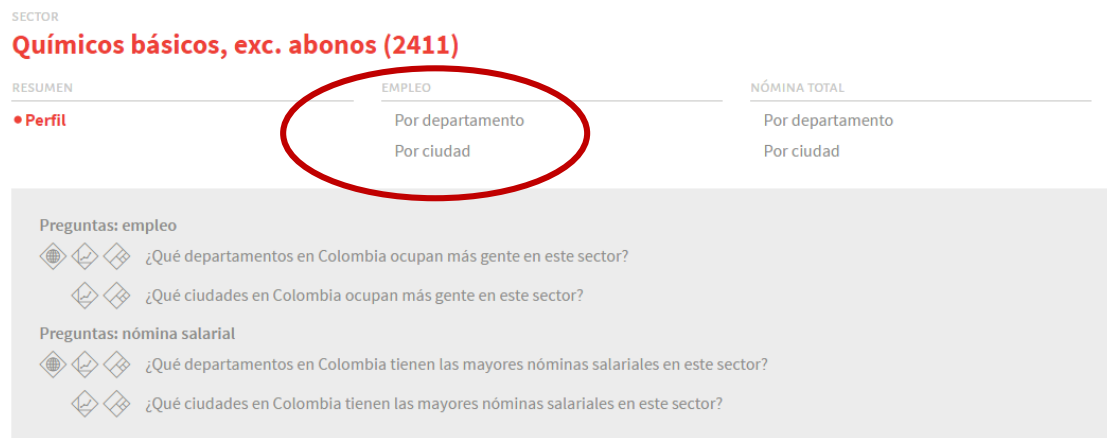 SECTOR
Químicos básicos, exc. abonos (2411)
RESUMEN
Perfil
EMPLEO
Por departamento
Por ciudad
NÓMINA TOTAL
Por departamento
Por ciudad
Preguntas: empleo
¿Qué departamentos en Colombia ocupan más gente en este sector?
¿Qué ciudades en Colombia ocupan más gente en este sector?
Preguntas: nómina salarial
¿Qué departamentos en Colombia tienen las mayores nóminas salariales en este sector?
¿Qué ciudades en Colombia tienen las mayores nóminas salariales en este sector?